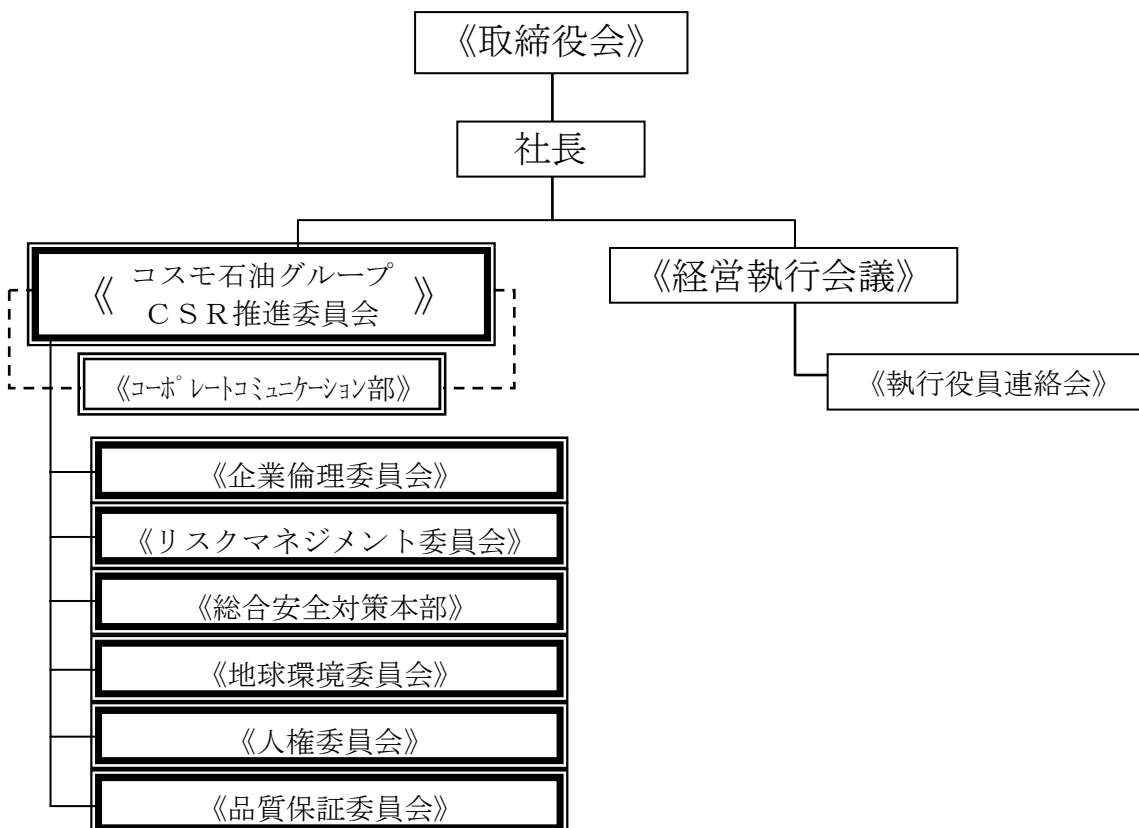 《取締役会》
社長
《コスモ石油グループ
ＣＳＲ推進委員会》
《経営執行会議》
《ｺｰﾎﾟﾚｰﾄｺﾐｭﾆｹｰｼｮﾝ部》
《執行役員連絡会》
《企業倫理委員会》
《リスクマネジメント委員会》
《総合安全対策本部》
《地球環境委員会》
《人権委員会》
《品質保証委員会》